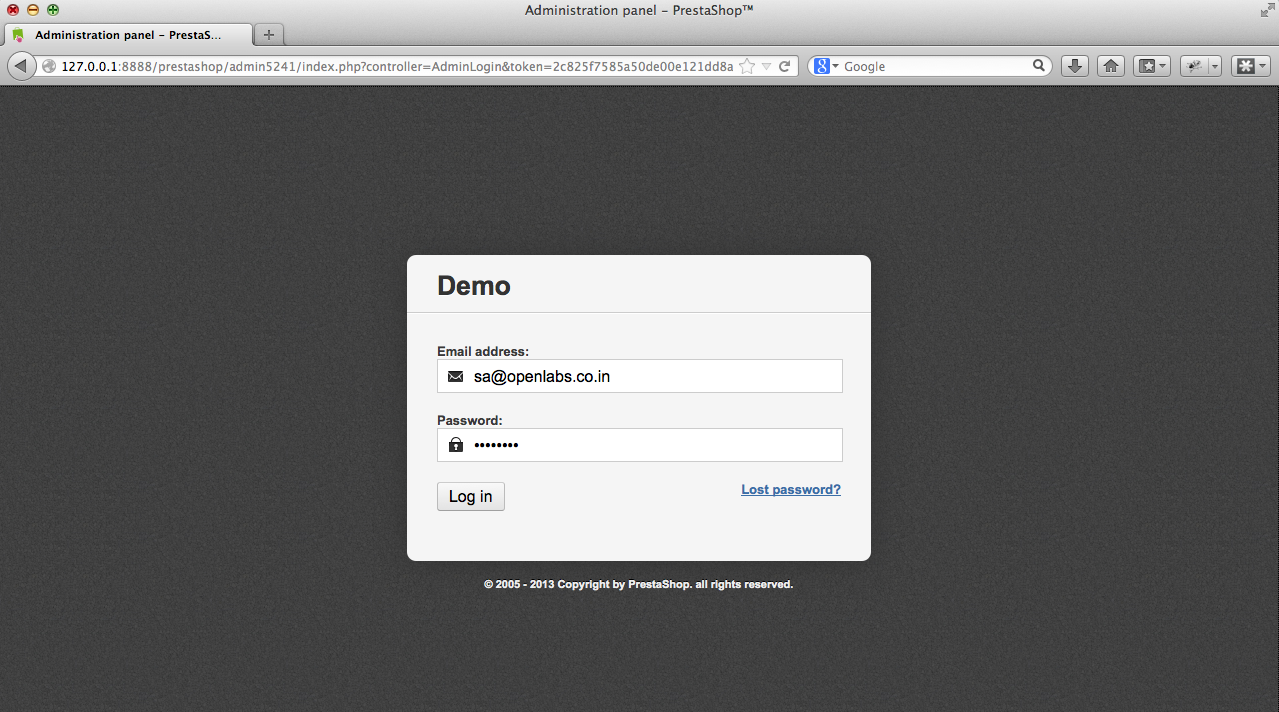 Administration panel – PrestaShop™
Administration panel – PrestaS...
127.0.0.1:8888/prestashop/admin5241/index.php?controller=AdminLogin&token=2c825f7585a50de00e121dd8a
Google
Demo
Email address:
sa@openlabs.co.in
Password:
••••••••
Log in
Lost password?
© 2005 - 2013 Copyright by PrestaShop. all rights reserved.